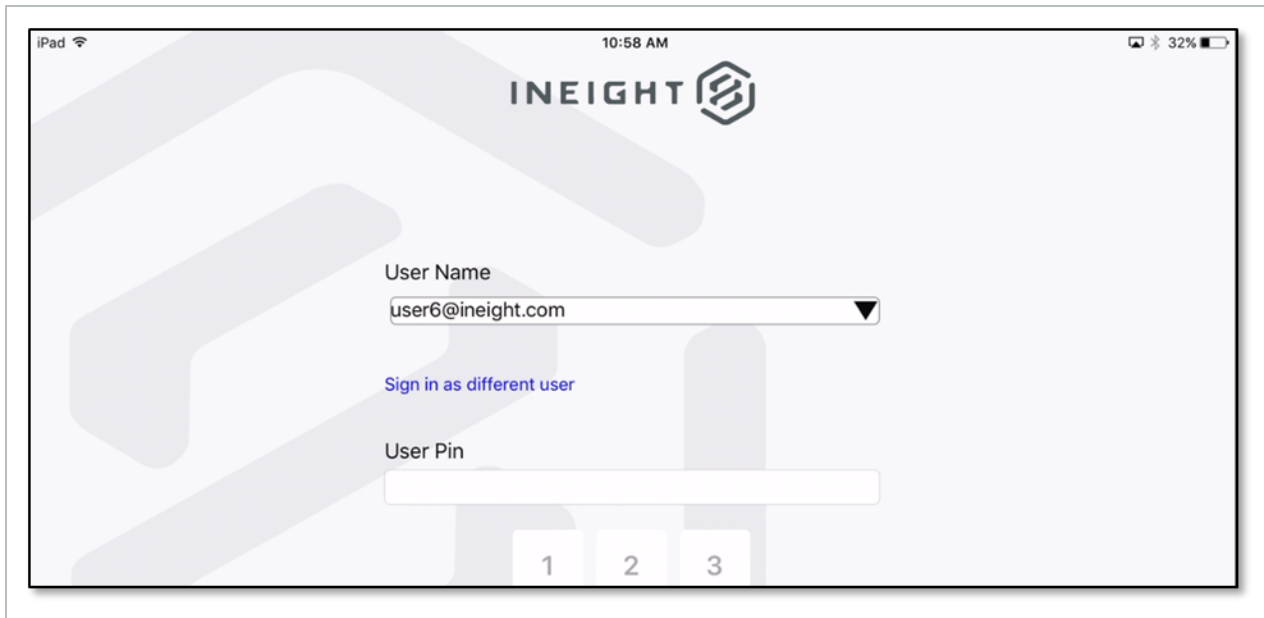 iPad 10:58 AM 32%
INEIGHT
User Name
user6@ineight.com
Sign in as different user
User Pin
1 2 3